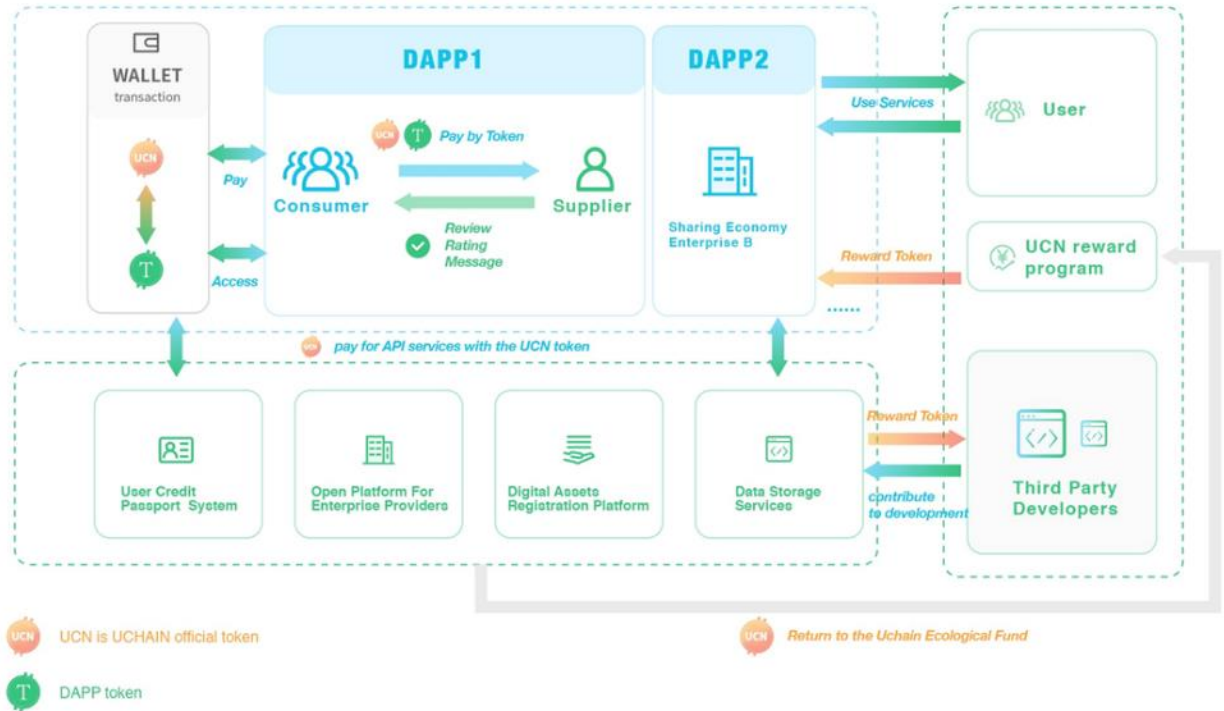 WALLET
transaction
UCN
T
Pay
Access
DAPP1
UCN T Pay by Token
Consumer
Supplier
Review
Rating
Message
DAPP2
Sharing Economy
Enterprise B
Use Services
User
Reward Token
UCN reward
program
......
UCN pay for API services with the UCN token
User Credit
Passport System
Open Platform For
Enterprise Providers
Digital Assets
Registration Platform
Data Storage
Services
Reward Token
contribute
to development
Third Party
Developers
UCN UCN is UCHAIN official token
UCN Return to the Uchain Ecological Fund
T DAPP token